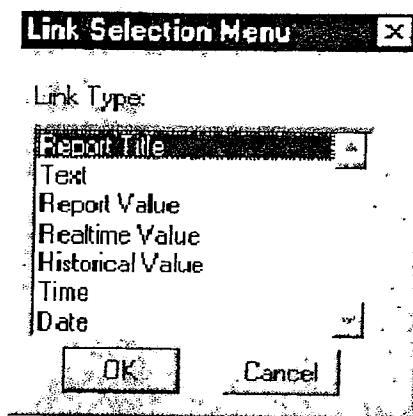 Link Selection Menu
Link Type:
Report Title
Text
Report Value
Realtime Value
Historical Value
Time
Date
OK Cancel